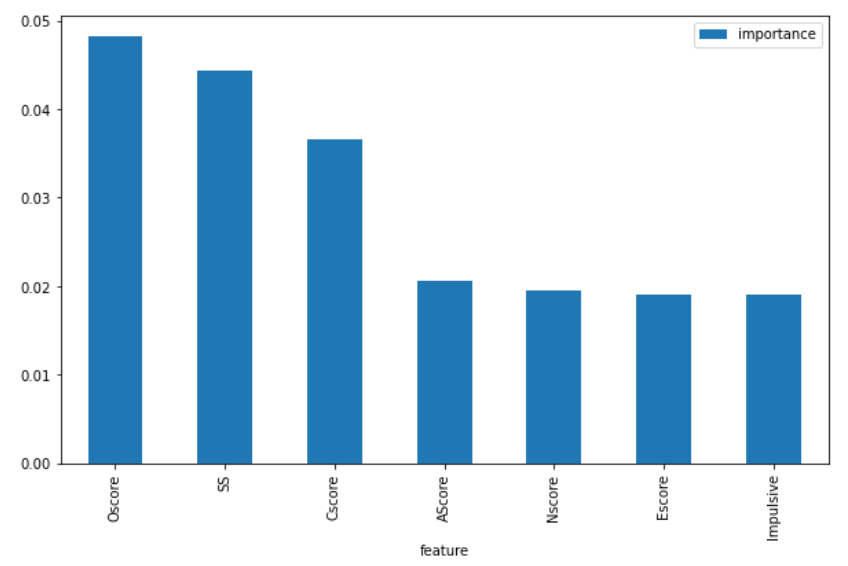 0.05
0.04
0.03
0.02
0.01
0.00
importance
Oscore
SS
Cscore
AScore
Nscore
Escore
Impulsive
feature